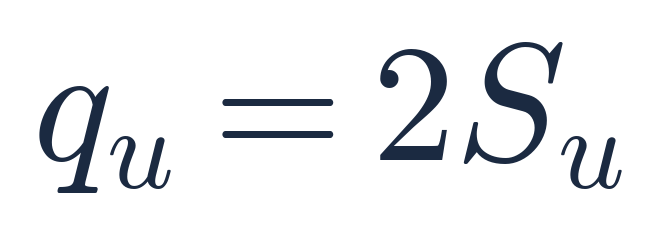 q_u = 2S_u